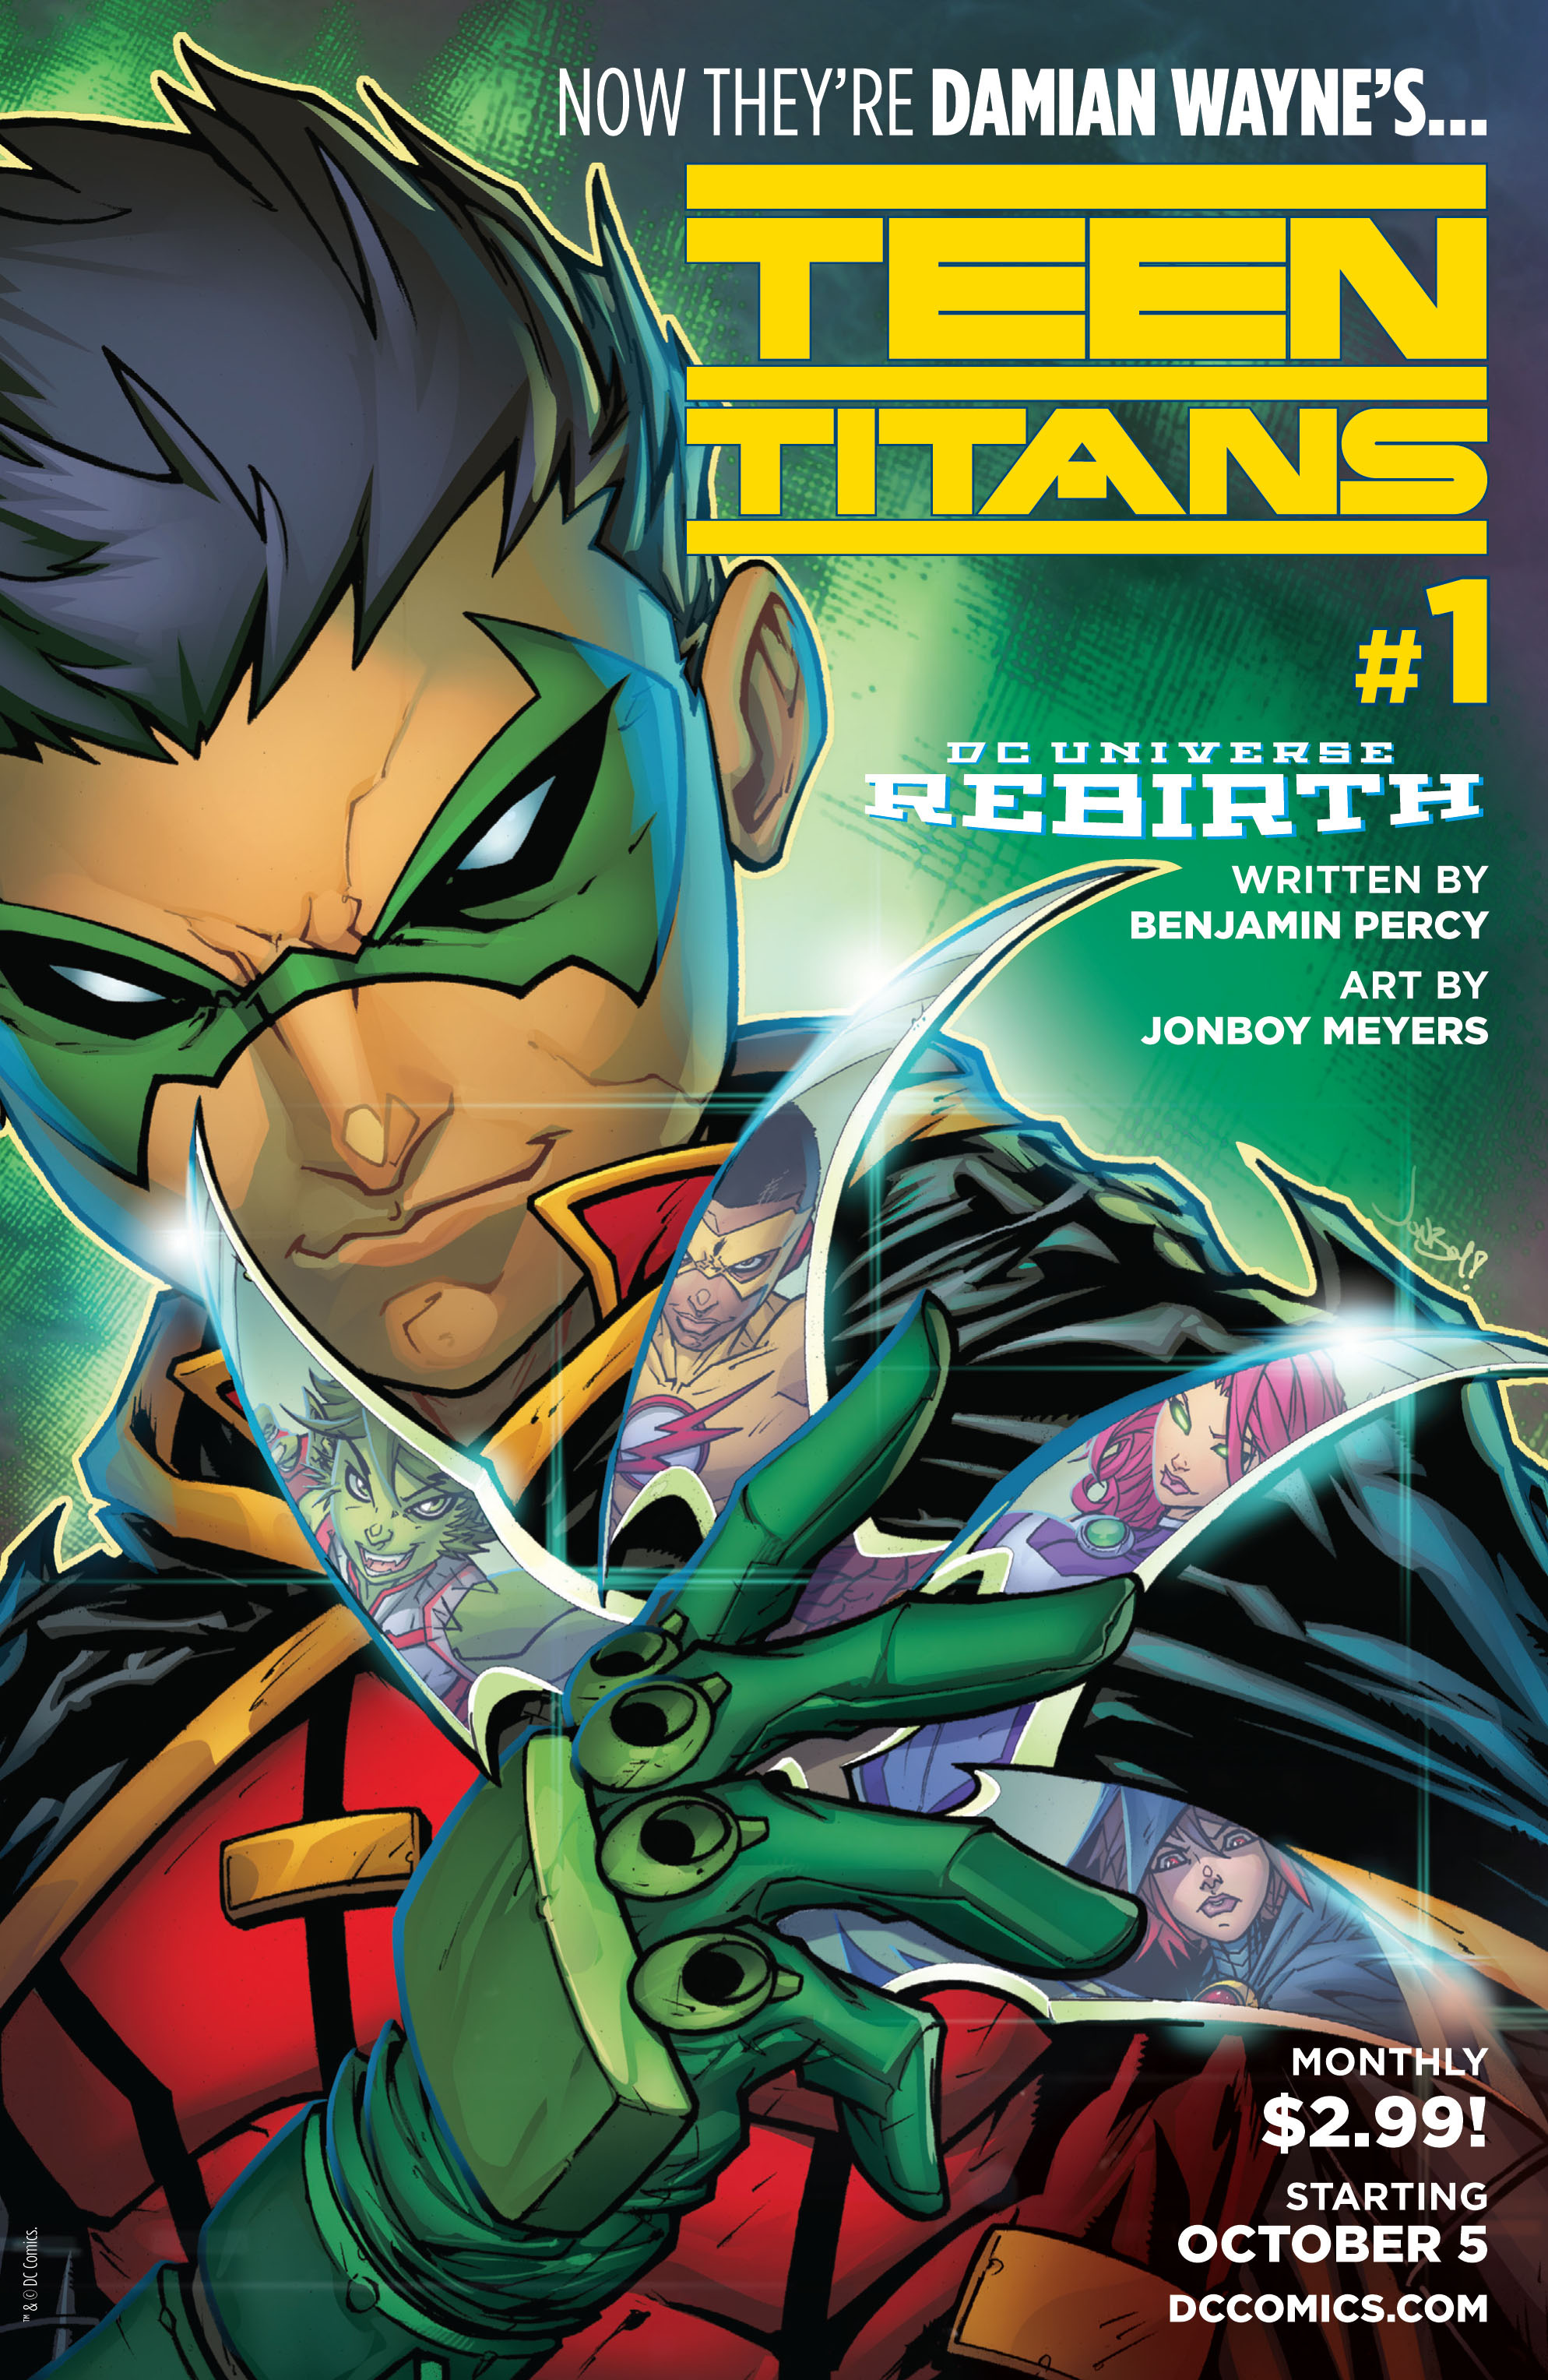 NOW THEY'RE DAMIAN WAYNE'S...
TEEN
TITANS
#1
DC UNIVERSE
REBIRTH
WRITTEN BY
BENJAMIN PERCY
ART BY
JONBOY MEYERS
JonBoy!!
MONTHLY
$2.99!
STARTING
OCTOBER 5
DCCOMICS.COM
™ & © DC Comics.